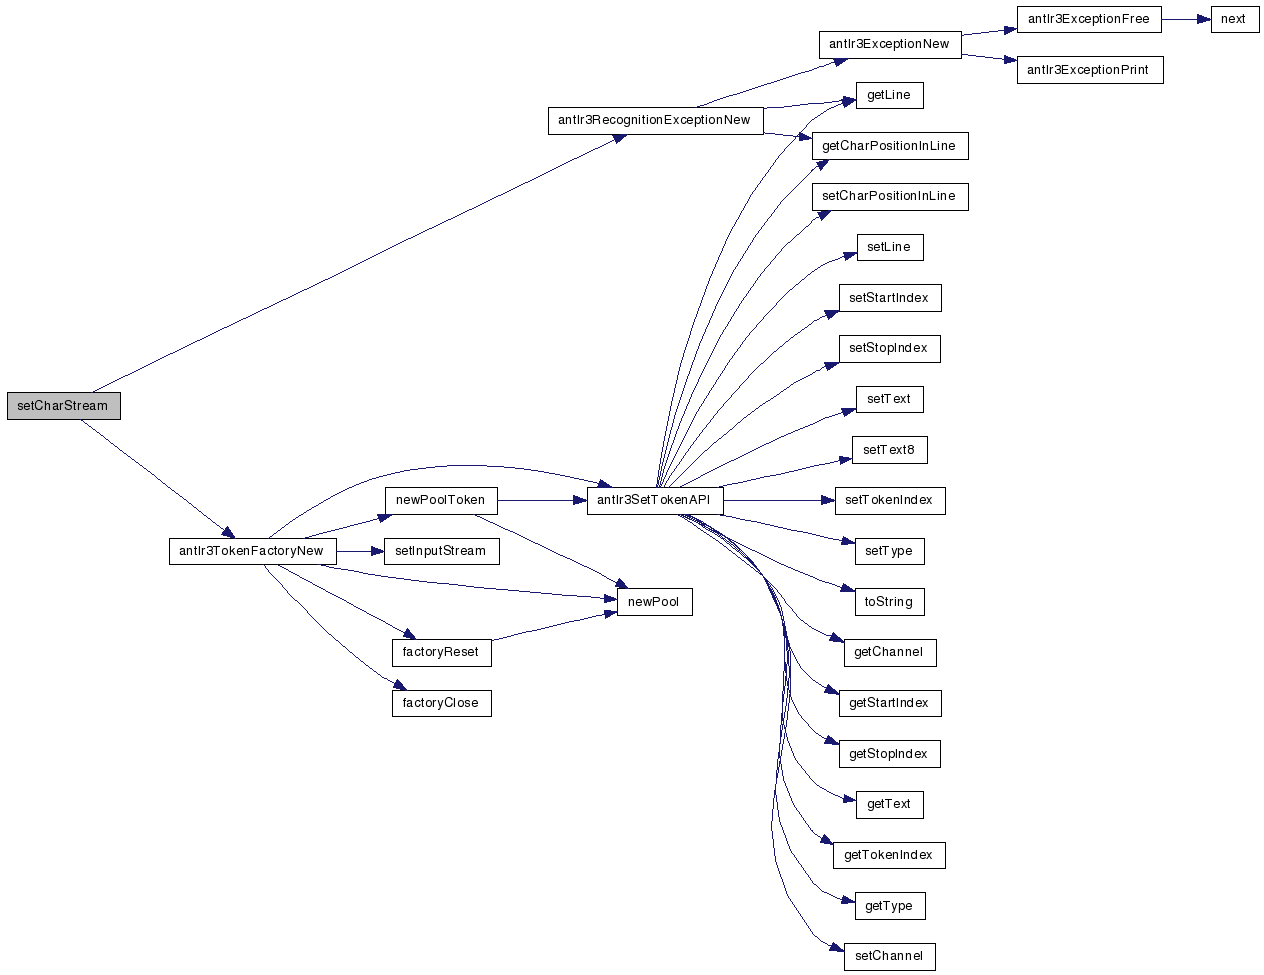 antlr3ExceptionFree
next
antlr3ExceptionNew
antlr3ExceptionPrint
getLine
antlr3RecognitionExceptionNew
getCharPositionInLine
setCharPositionInLine
setLine
setStartIndex
setStopIndex
setCharStream
setText
setText8
newPoolToken
antlr3SetTokenAPI
setTokenIndex
antlr3TokenFactoryNew
setInputStream
setType
newPool
toString
factoryReset
getChannel
factoryClose
getStartIndex
getStopIndex
getText
getTokenIndex
getType
setChannel